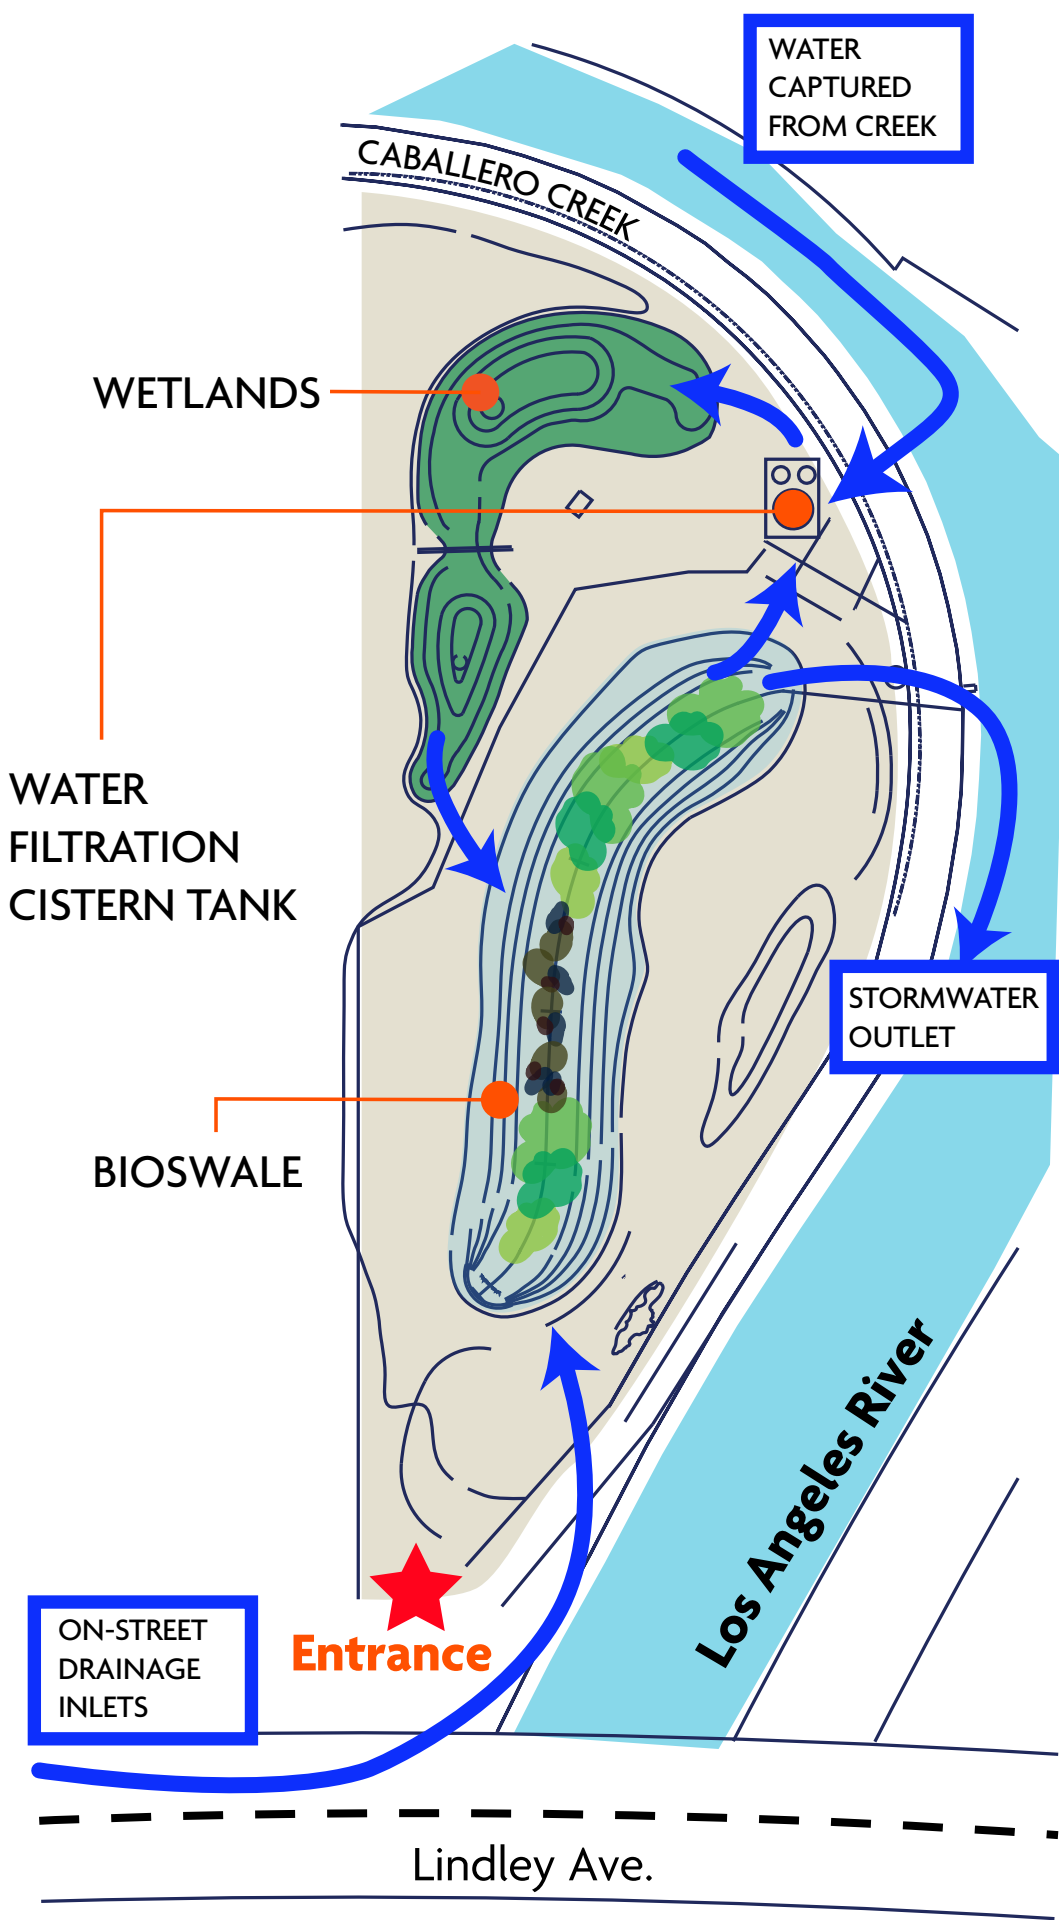 WATER
CAPTURED
FROM CREEK
CABALLERO CREEK
WETLANDS
WATER
FILTRATION
CISTERN TANK
STORMWATER
OUTLET
BIOSWALE
Los Angeles River
ON-STREET
DRAINAGE
INLETS
Entrance
Lindley Ave.